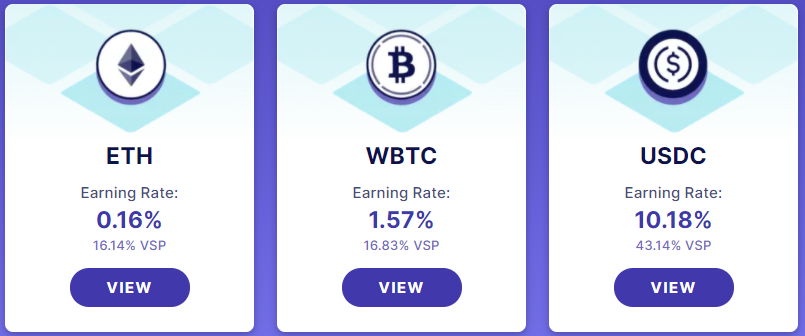 ETH
Earning Rate:
0.16%
16.14% VSP
VIEW
WBTC
Earning Rate:
1.57%
16.83% VSP
VIEW
USDC
Earning Rate:
10.18%
43.14% VSP
VIEW